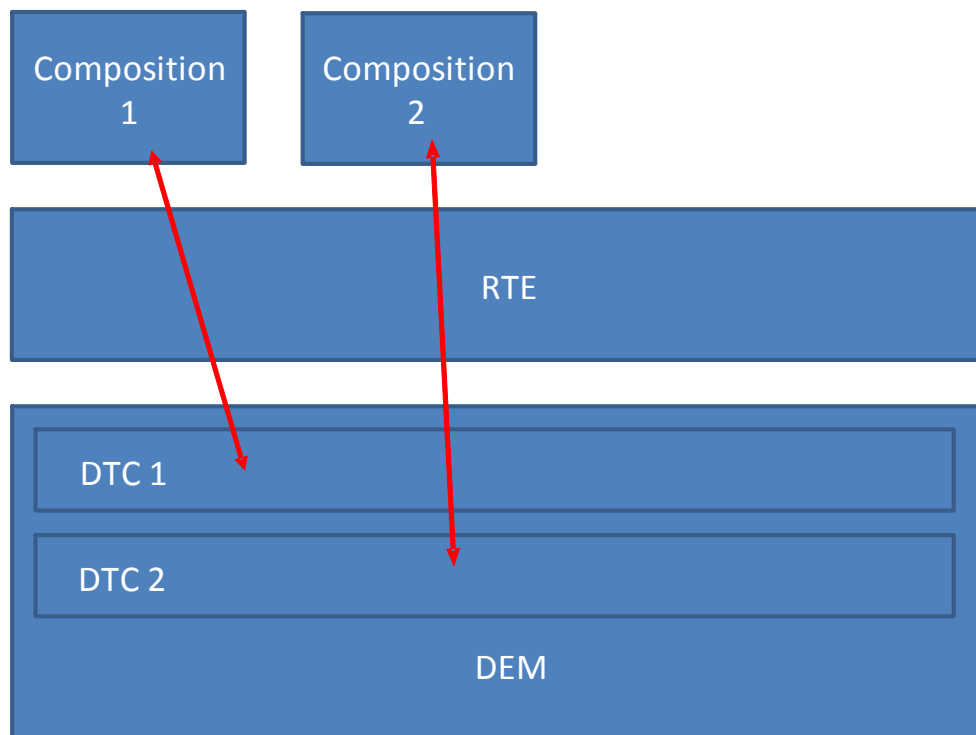 Composition
1
Composition
2
RTE
DTC 1
DTC 2
DEM